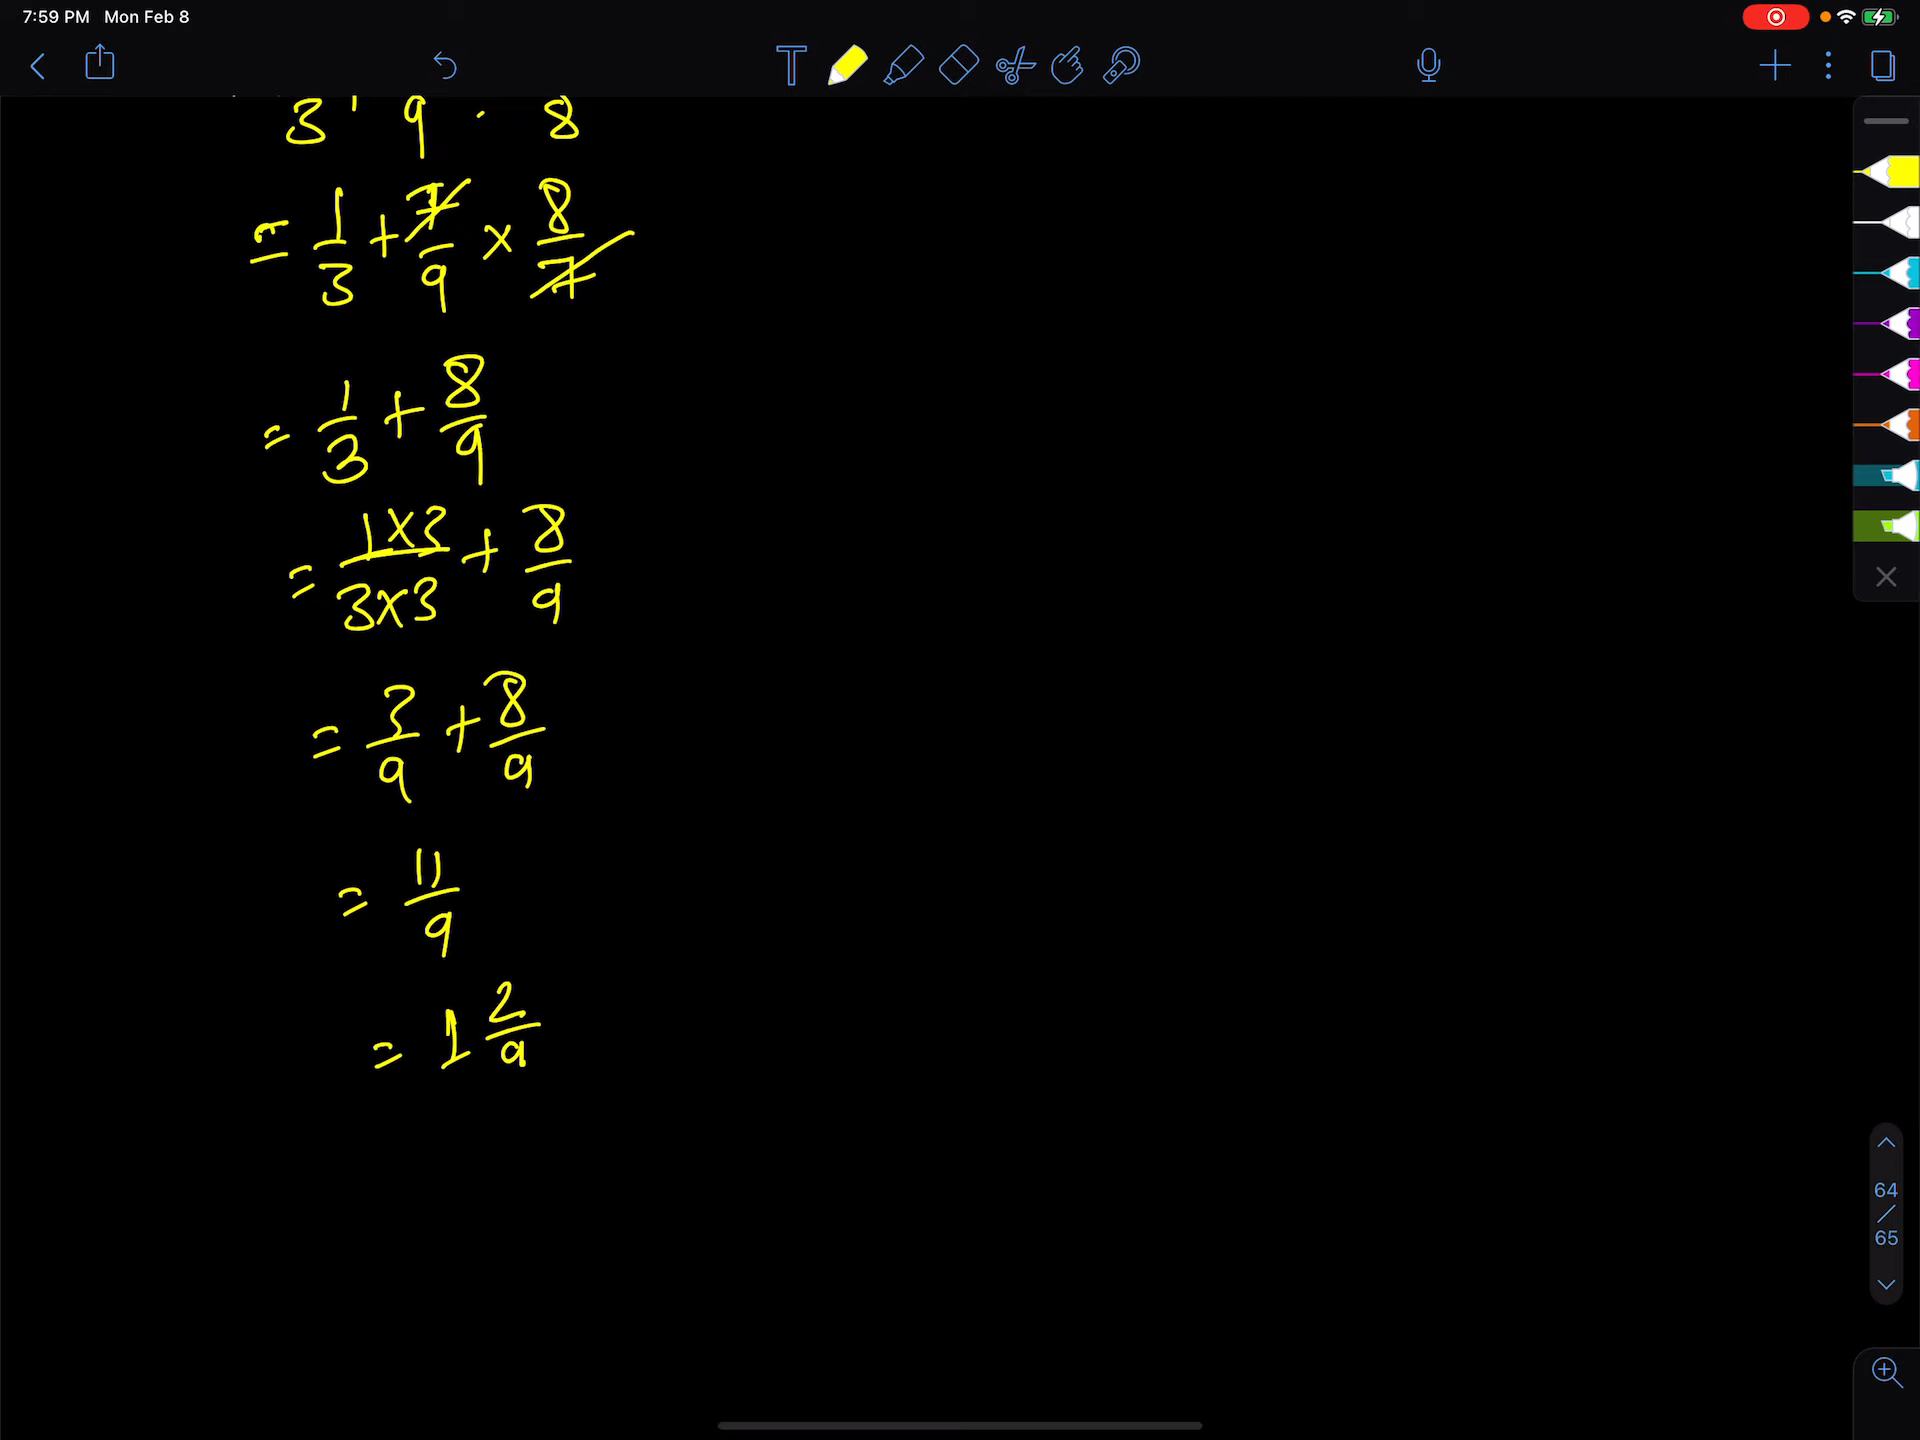 7:59 PM Mon Feb 8
T
3 9 8
= 1/3 + 7/9 × 8/7
= 1/3 + 8/9
= 1×3/3×3 + 8/9
= 3/9 + 8/9
= 11/9
= 1 2/9
64
/
65